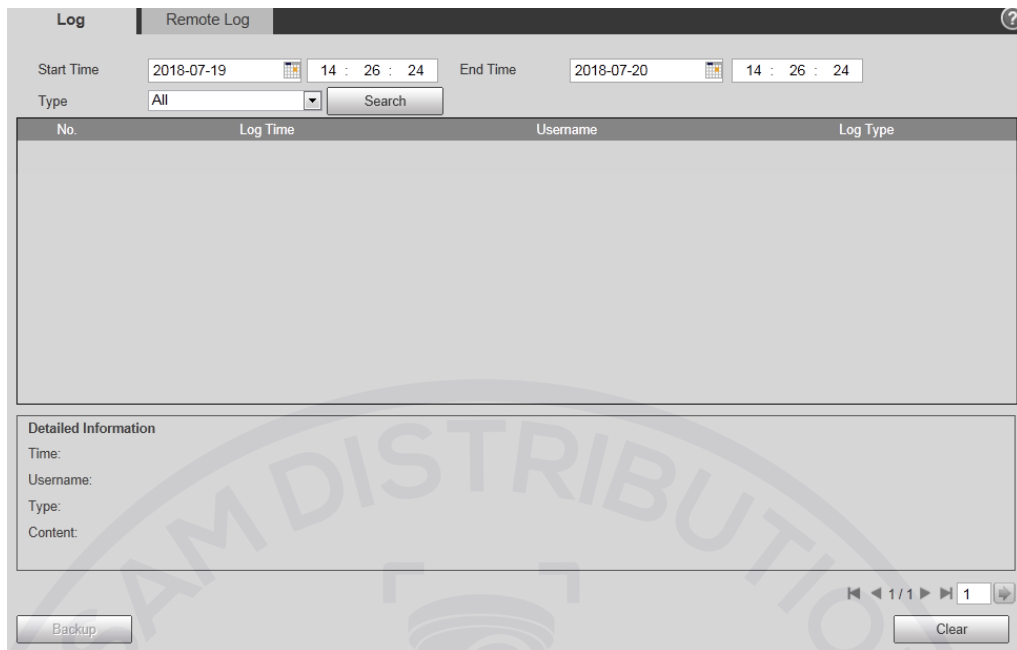 Log Remote Log ?
Start Time 2018-07-19 14 : 26 : 24 End Time 2018-07-20 14 : 26 : 24
Type All Search
No. Log Time Username Log Type
Detailed Information
Time:
Username:
Type:
Content:
1 / 1 1
Backup Clear
AM DISTRIBUTIO